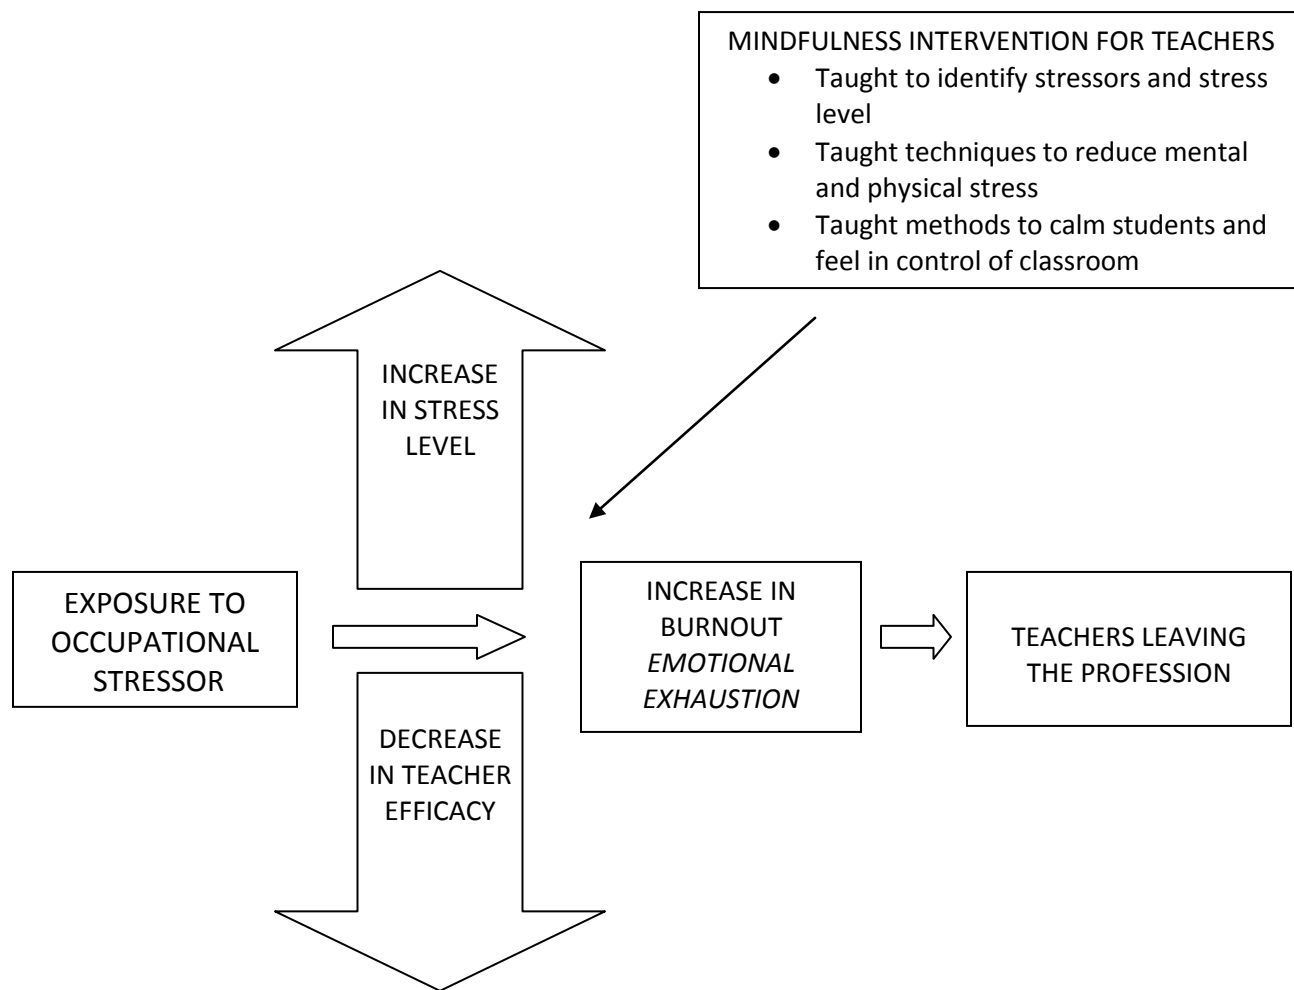 MINDFULNESS INTERVENTION FOR TEACHERS
• Taught to identify stressors and stress
level
• Taught techniques to reduce mental
and physical stress
• Taught methods to calm students and
feel in control of classroom
INCREASE
IN STRESS
LEVEL
EXPOSURE TO
OCCUPATIONAL
STRESSOR
INCREASE IN
BURNOUT
EMOTIONAL
EXHAUSTION
TEACHERS LEAVING
THE PROFESSION
DECREASE
IN TEACHER
EFFICACY